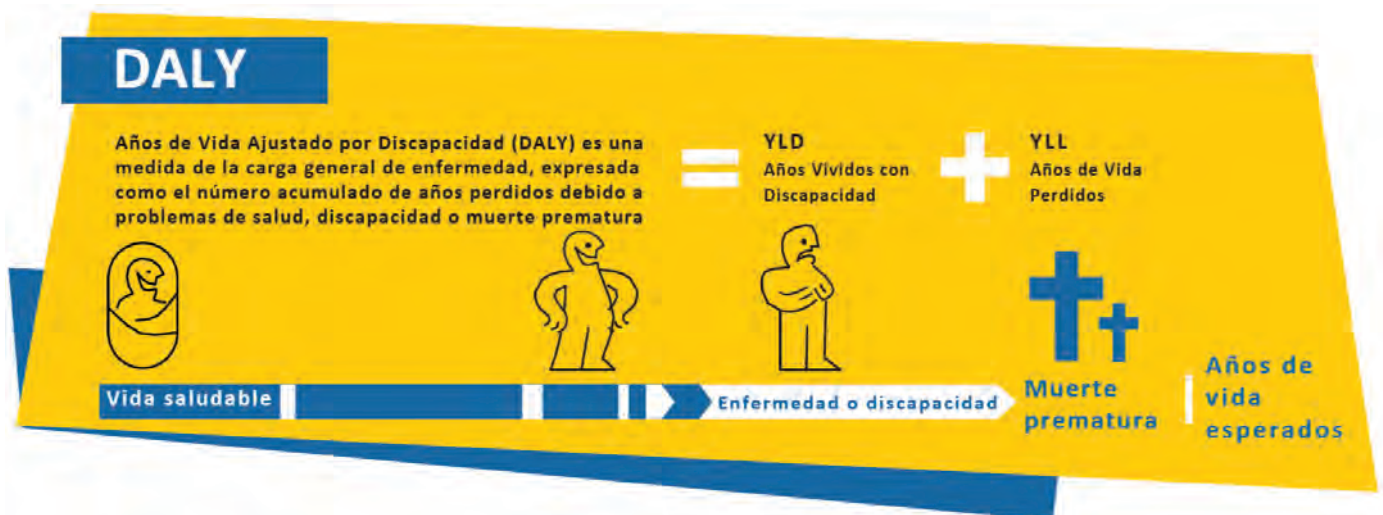 DALY
Años de Vida Ajustado por Discapacidad (DALY) es una
medida de la carga general de enfermedad, expresada
como el número acumulado de años perdidos debido a
problemas de salud, discapacidad o muerte prematura
=
YLD
Años Vividos con
Discapacidad
+
YLL
Años de Vida
Perdidos
Vida saludable
Enfermedad o discapacidad
Muerte
prematura
Años de
vida
esperados